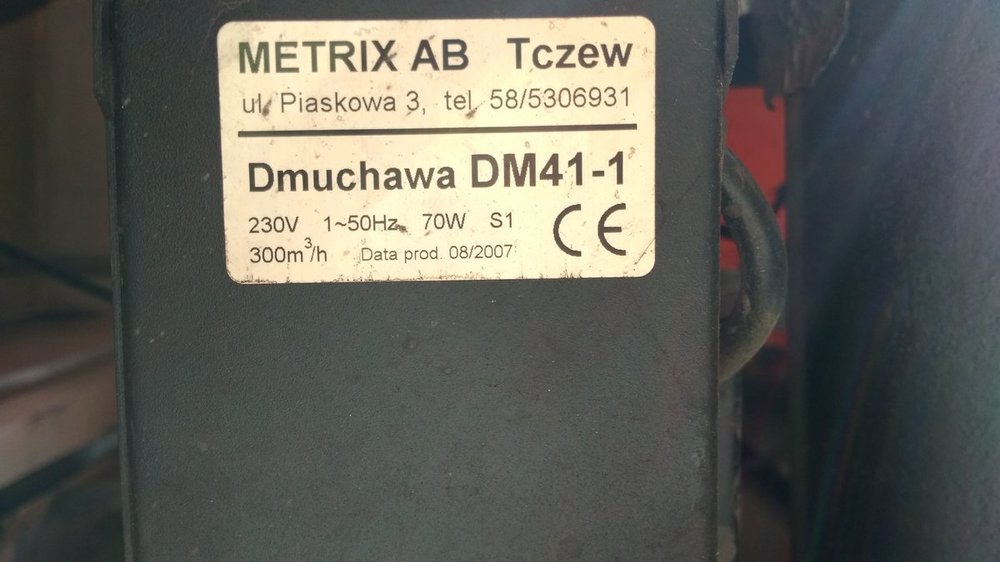 METRIX AB Tczew
ul. Piaskowa 3, tel. 58/5306931
Dmuchawa DM41-1
230V 1~50Hz 70W S1
300m³/h Data prod. 08/2007
CE